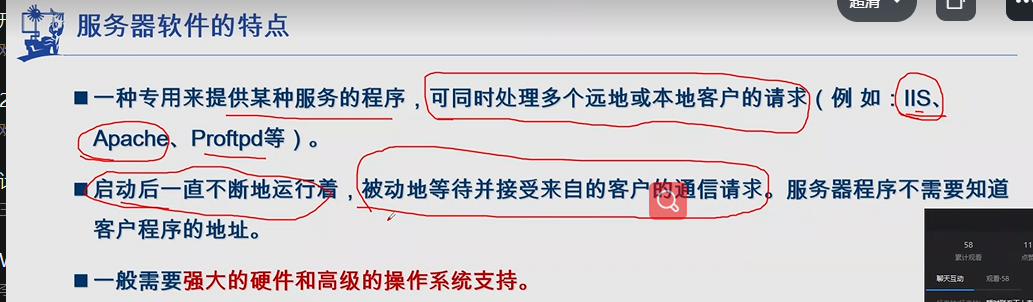 超清
服务器软件的特点
一种专用来提供某种服务的程序，可同时处理多个远地或本地客户的请求（例 如：IIS、
Apache、Proftpd等）。
启动后一直不断地运行着，被动地等待并接受来自的客户的通信请求。服务器程序不需要知道
客户程序的地址。
一般需要强大的硬件和高级的操作系统支持。
58
累计观看
11
点赞
聊天互动
观看·58